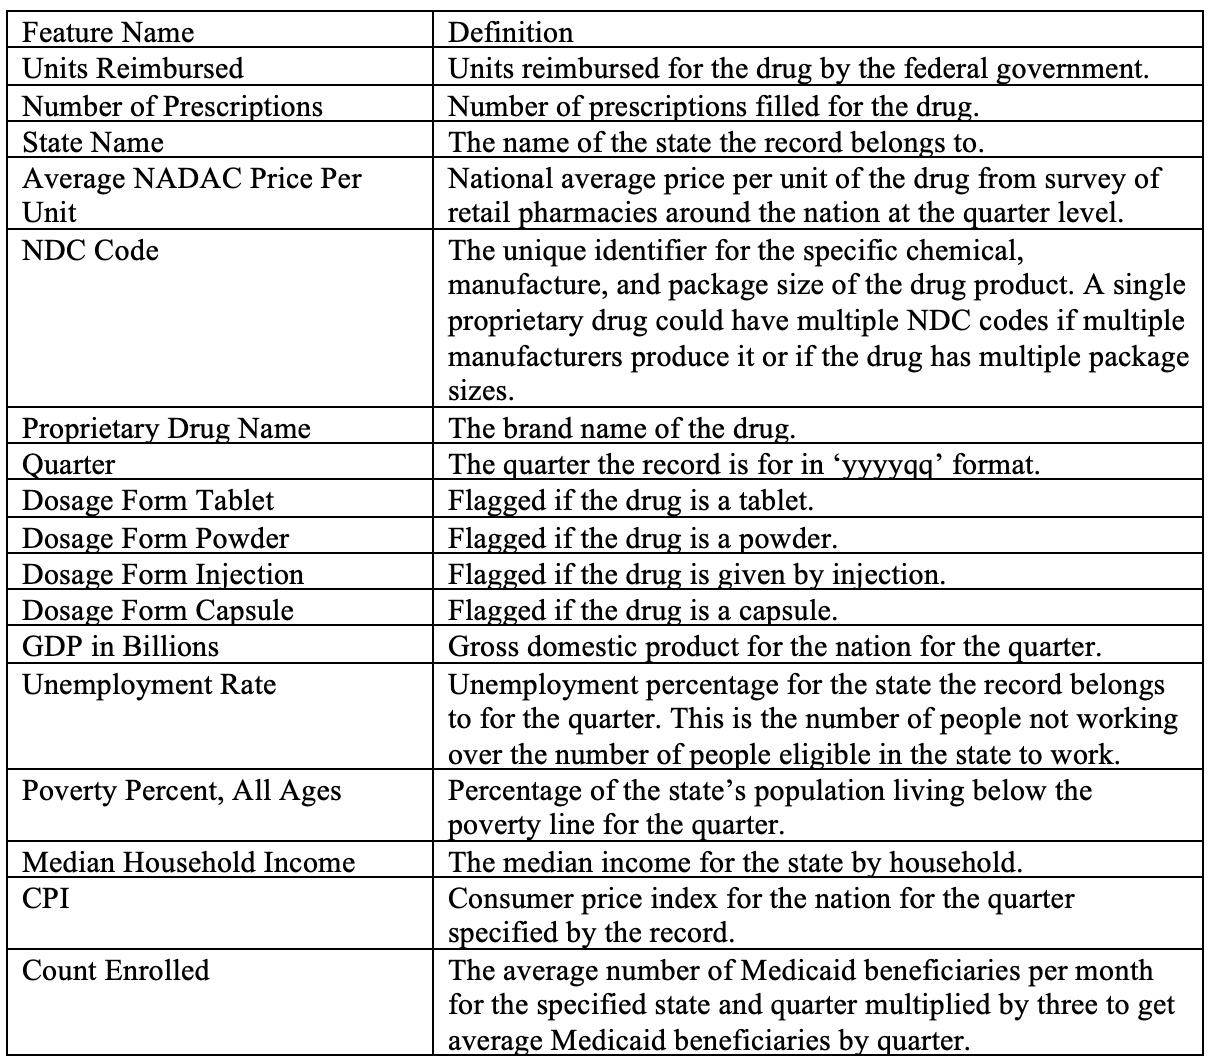 Feature Name
Definition
Units Reimbursed
Units reimbursed for the drug by the federal government.
Number of Prescriptions
Number of prescriptions filled for the drug.
State Name
The name of the state the record belongs to.
Average NADAC Price Per
Unit
National average price per unit of the drug from survey of
retail pharmacies around the nation at the quarter level.
NDC Code
The unique identifier for the specific chemical,
manufacture, and package size of the drug product. A single
proprietary drug could have multiple NDC codes if multiple
manufacturers produce it or if the drug has multiple package
sizes.
Proprietary Drug Name
The brand name of the drug.
Quarter
The quarter the record is for in ‘yyyyqq’ format.
Dosage Form Tablet
Flagged if the drug is a tablet.
Dosage Form Powder
Flagged if the drug is a powder.
Dosage Form Injection
Flagged if the drug is given by injection.
Dosage Form Capsule
Flagged if the drug is a capsule.
GDP in Billions
Gross domestic product for the nation for the quarter.
Unemployment Rate
Unemployment percentage for the state the record belongs
to for the quarter. This is the number of people not working
over the number of people eligible in the state to work.
Poverty Percent, All Ages
Percentage of the state’s population living below the
poverty line for the quarter.
Median Household Income
The median income for the state by household.
CPI
Consumer price index for the nation for the quarter
specified by the record.
Count Enrolled
The average number of Medicaid beneficiaries per month
for the specified state and quarter multiplied by three to get
average Medicaid beneficiaries by quarter.